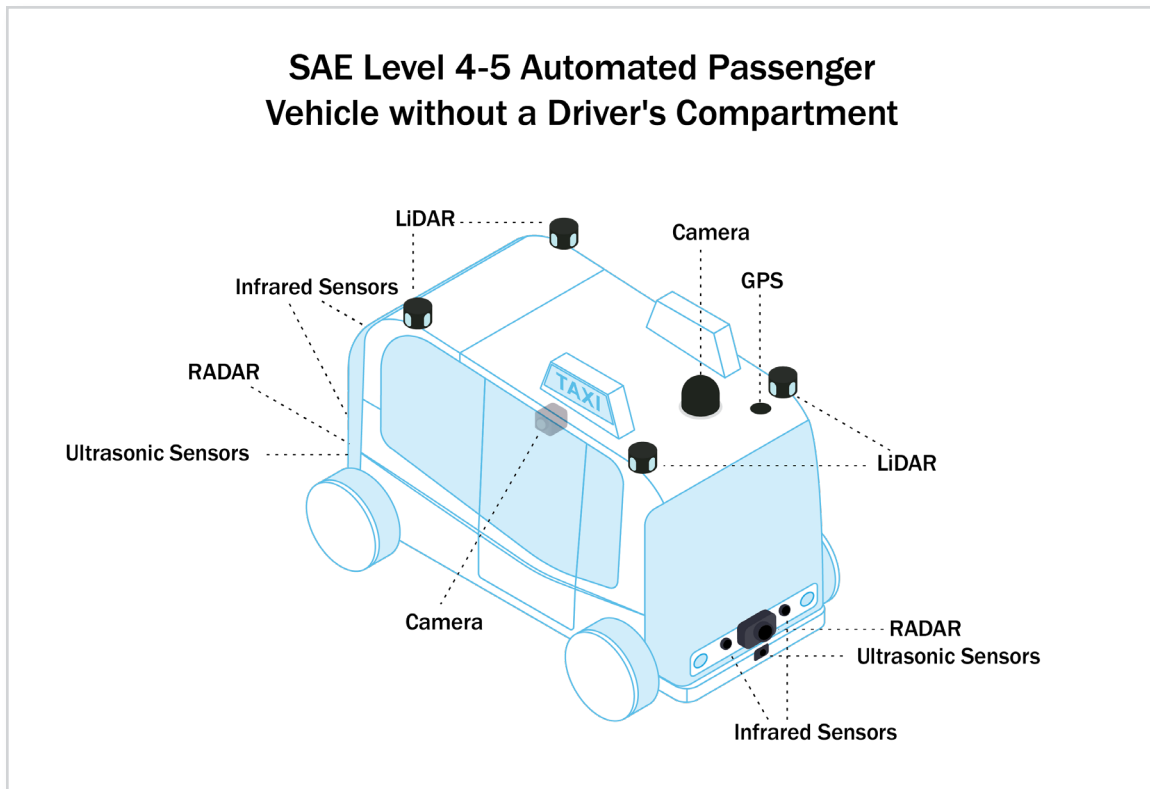 SAE Level 4-5 Automated Passenger
Vehicle without a Driver's Compartment
LiDAR
Camera
GPS
Infrared Sensors
RADAR
TAXI
Ultrasonic Sensors
LiDAR
Camera
RADAR
Ultrasonic Sensors
Infrared Sensors